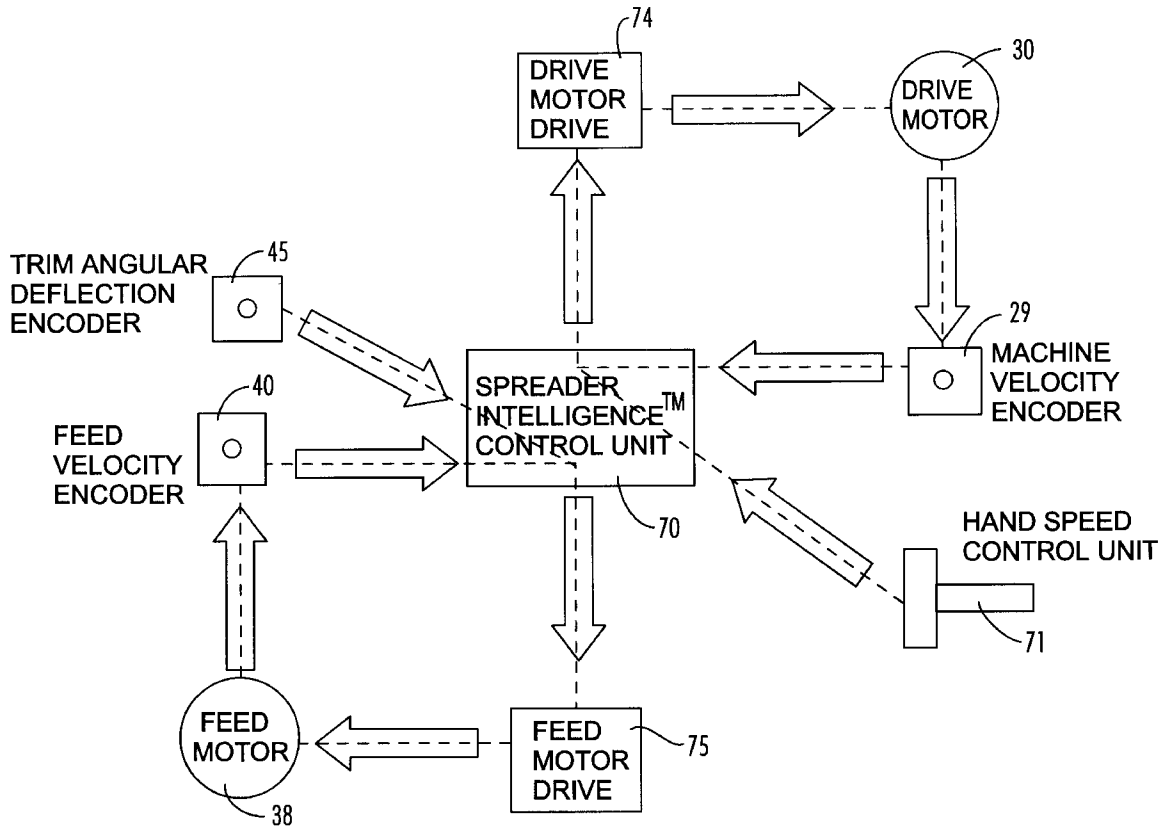 74
DRIVE
MOTOR
DRIVE
30
DRIVE
MOTOR
45
TRIM ANGULAR
DEFLECTION
ENCODER
29
MACHINE
VELOCITY
ENCODER
40
FEED
VELOCITY
ENCODER
SPREADER
INTELLIGENCE™
CONTROL UNIT
70
HAND SPEED
CONTROL UNIT
71
FEED
MOTOR
38
FEED
MOTOR
DRIVE
75